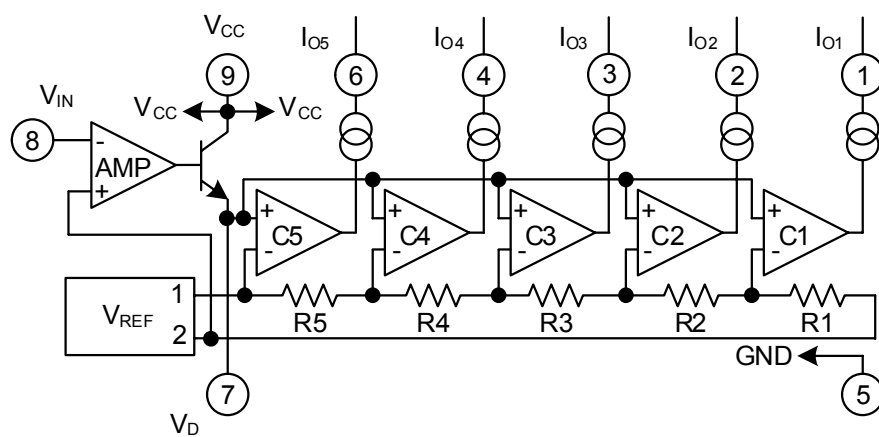 VCC IO5 IO4 IO3 IO2 IO1
9 6 4 3 2 1
VIN VCC VCC
8 - AMP +
+ C5 - + C4 - + C3 - + C2 - + C1 -
VREF 1 2
R5 R4 R3 R2 R1
GND
7 5
VD